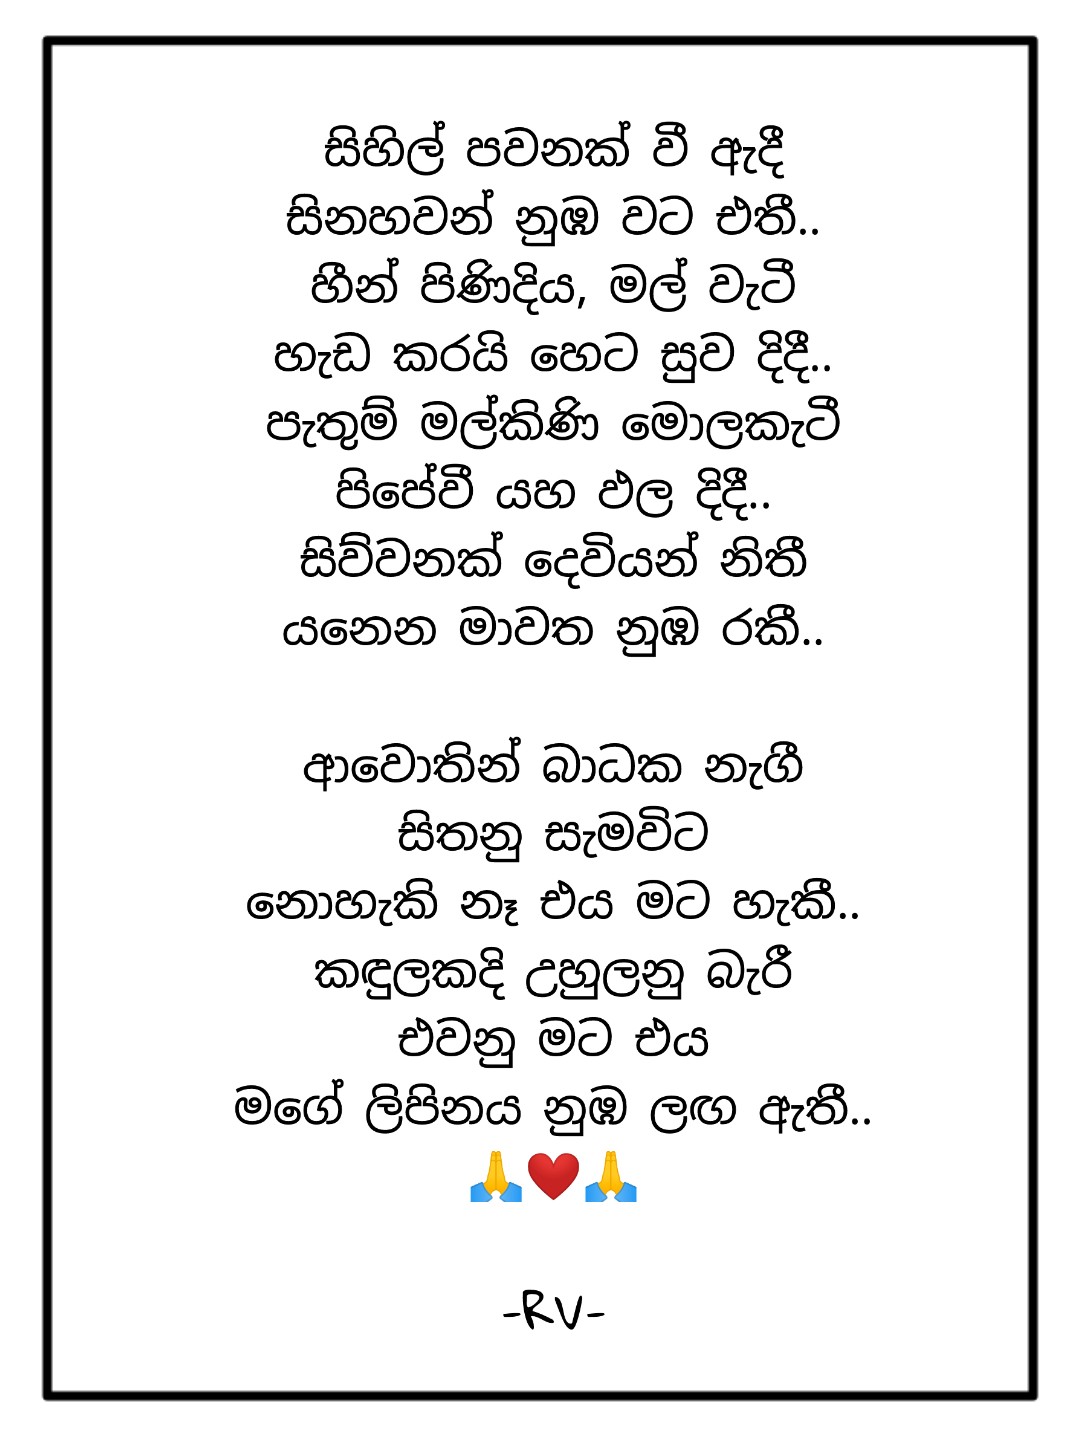 සිහිල් පවනක් වී ඇදී
සිනහවන් නුඹ වට එතී..
හීන් පිණිදිය, මල් වැටී
හැඩ කරයි හෙට සුව දිදී..
පැතුම් මල්කිණි මොලකැටී
පිපේවී යහ ඵල දිදී..
සිව්වනක් දෙවියන් නිතී
යනෙන මාවත නුඹ රකී..
ආවොතින් බාධක නැගී
සිතනු සැමවිට
නොහැකි නෑ එය මට හැකී..
කඳුලකදි උහුලනු බැරී
එවනු මට එය
මගේ ලිපිනය නුඹ ලඟ ඇතී..
🙏❤️🙏
-RV-